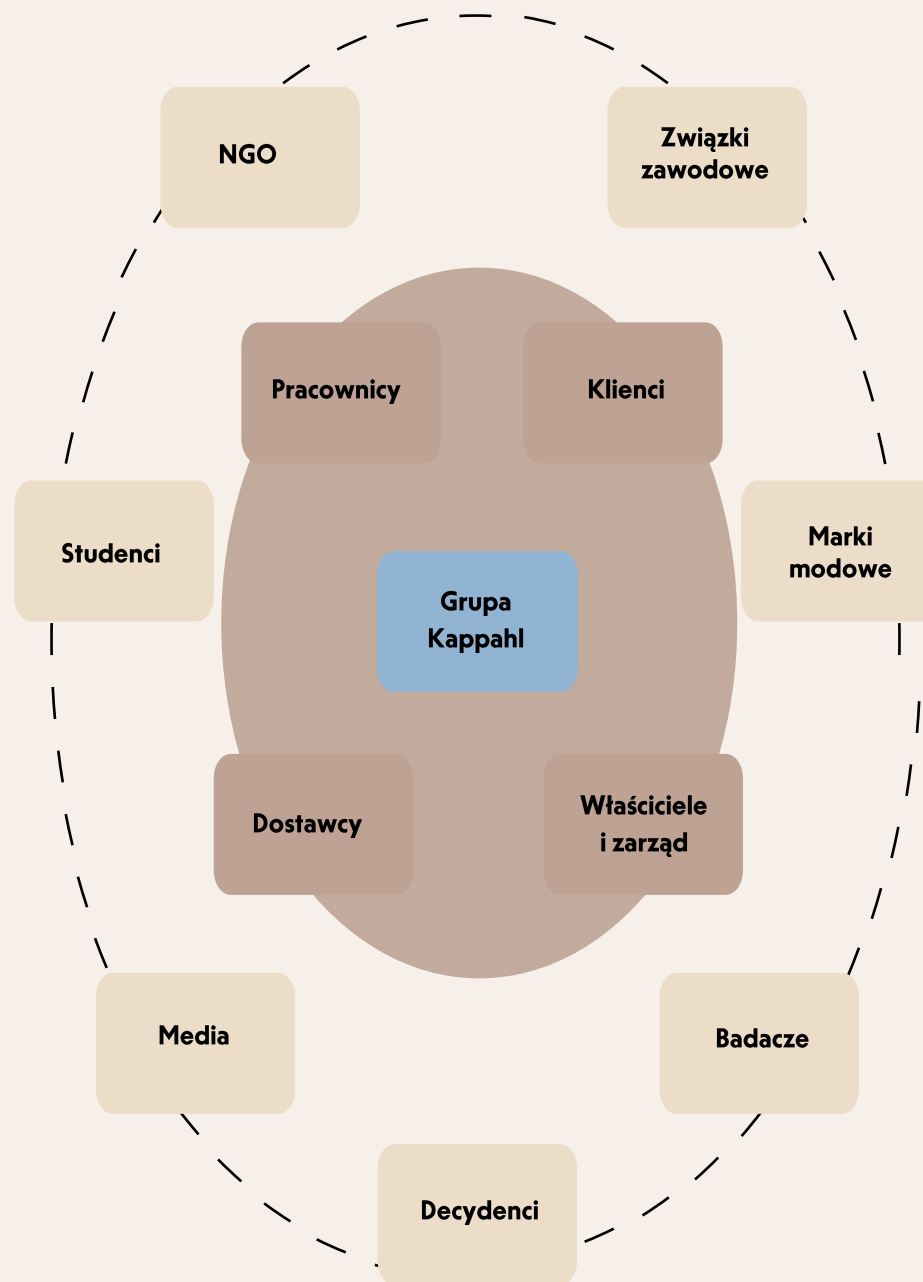 NGO
Związki
zawodowe
Pracownicy
Klienci
Studenci
Marki
modowe
Grupa
Kappahl
Dostawcy
Właściciele
i zarząd
Media
Badacze
Decydenci